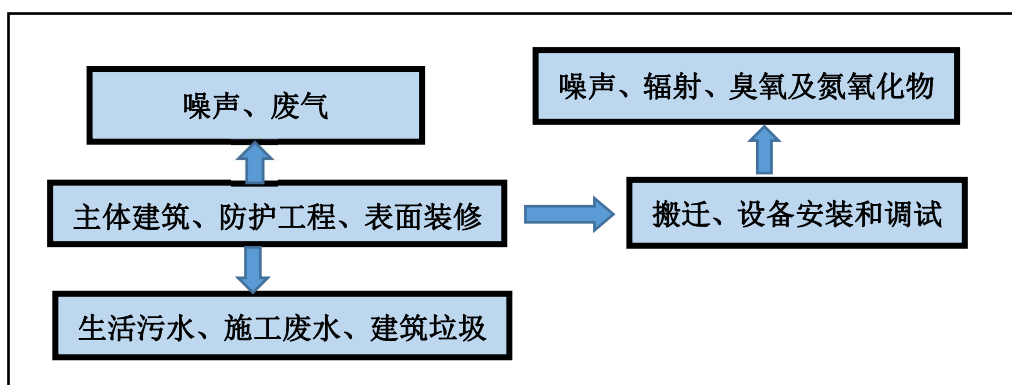 噪声、废气
噪声、辐射、臭氧及氮氧化物
主体建筑、防护工程、表面装修
搬迁、设备安装和调试
生活污水、施工废水、建筑垃圾